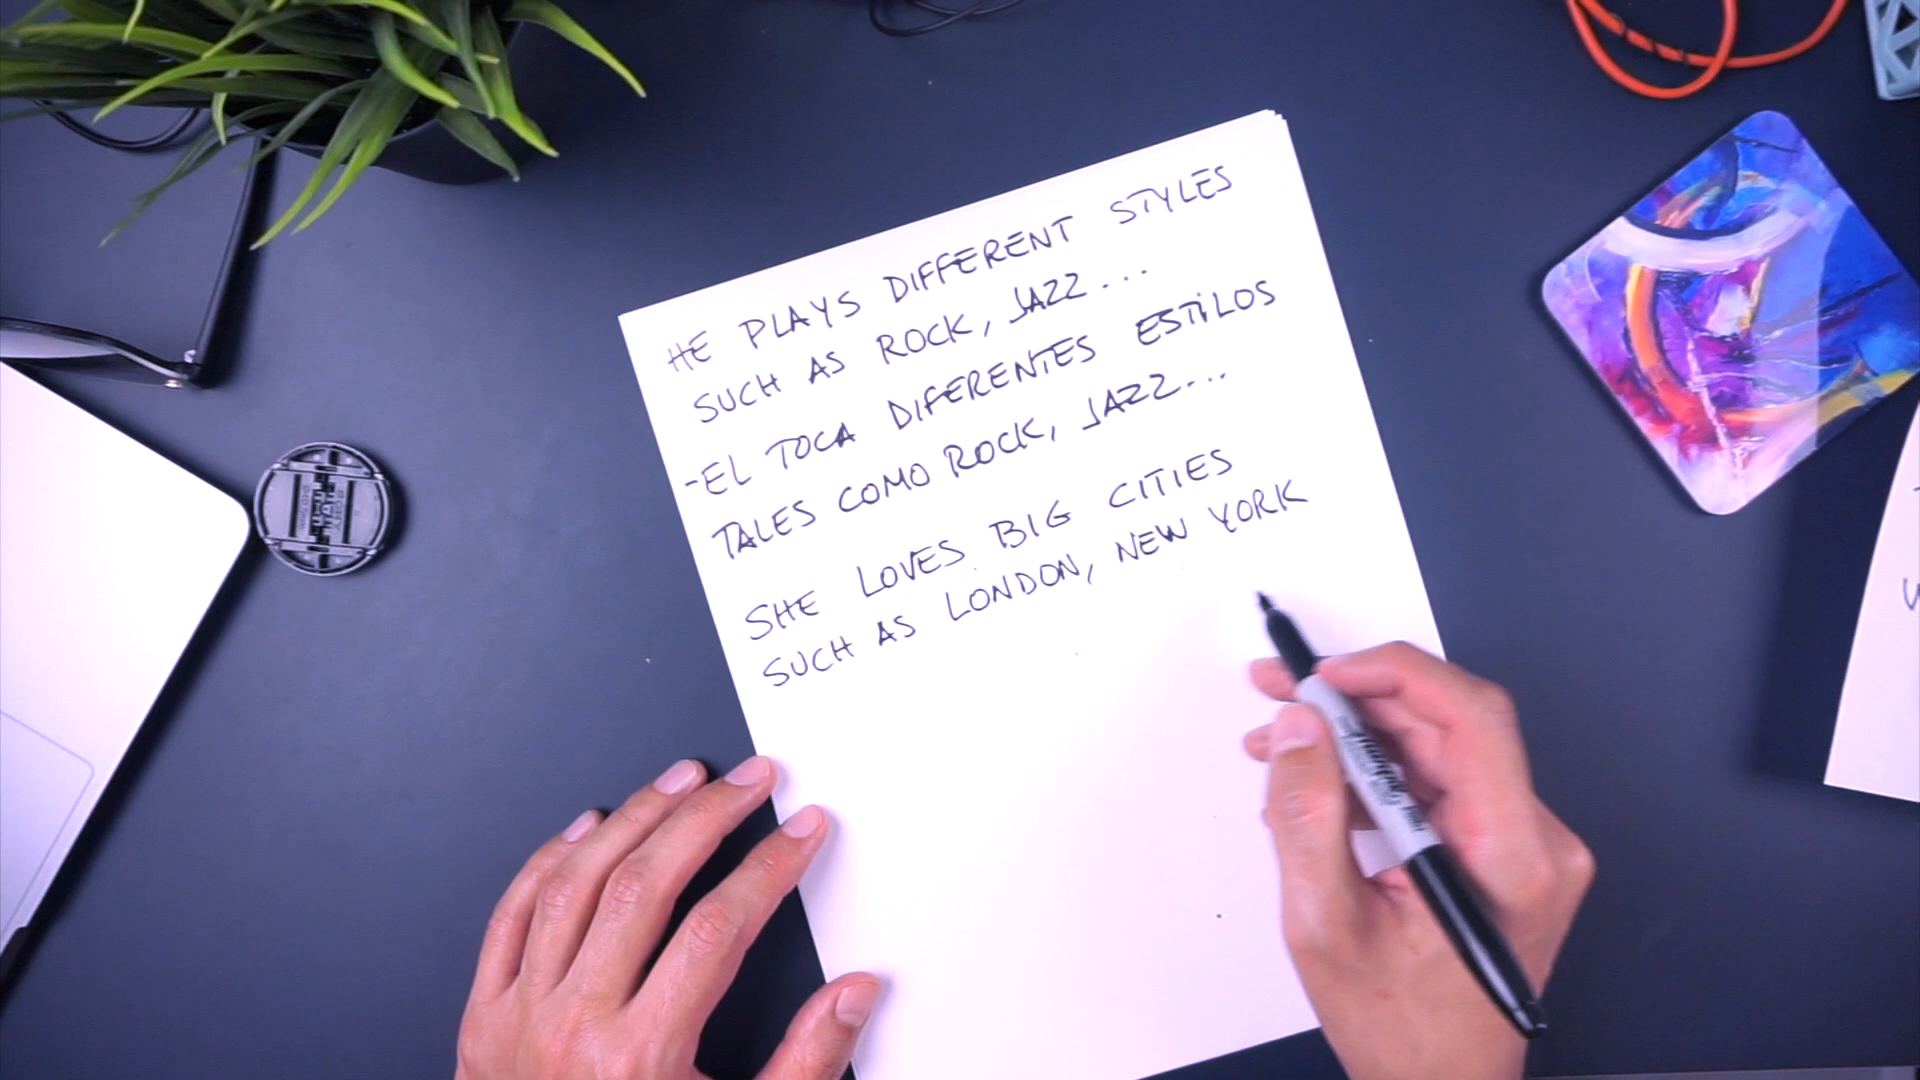 HE PLAYS DIFFERENT STYLES
SUCH AS ROCK, JAZZ...
-EL TOCA DIFERENTES ESTILOS
TALES COMO ROCK, JAZZ...
SHE LOVES BIG CITIES
SUCH AS LONDON, NEW YORK